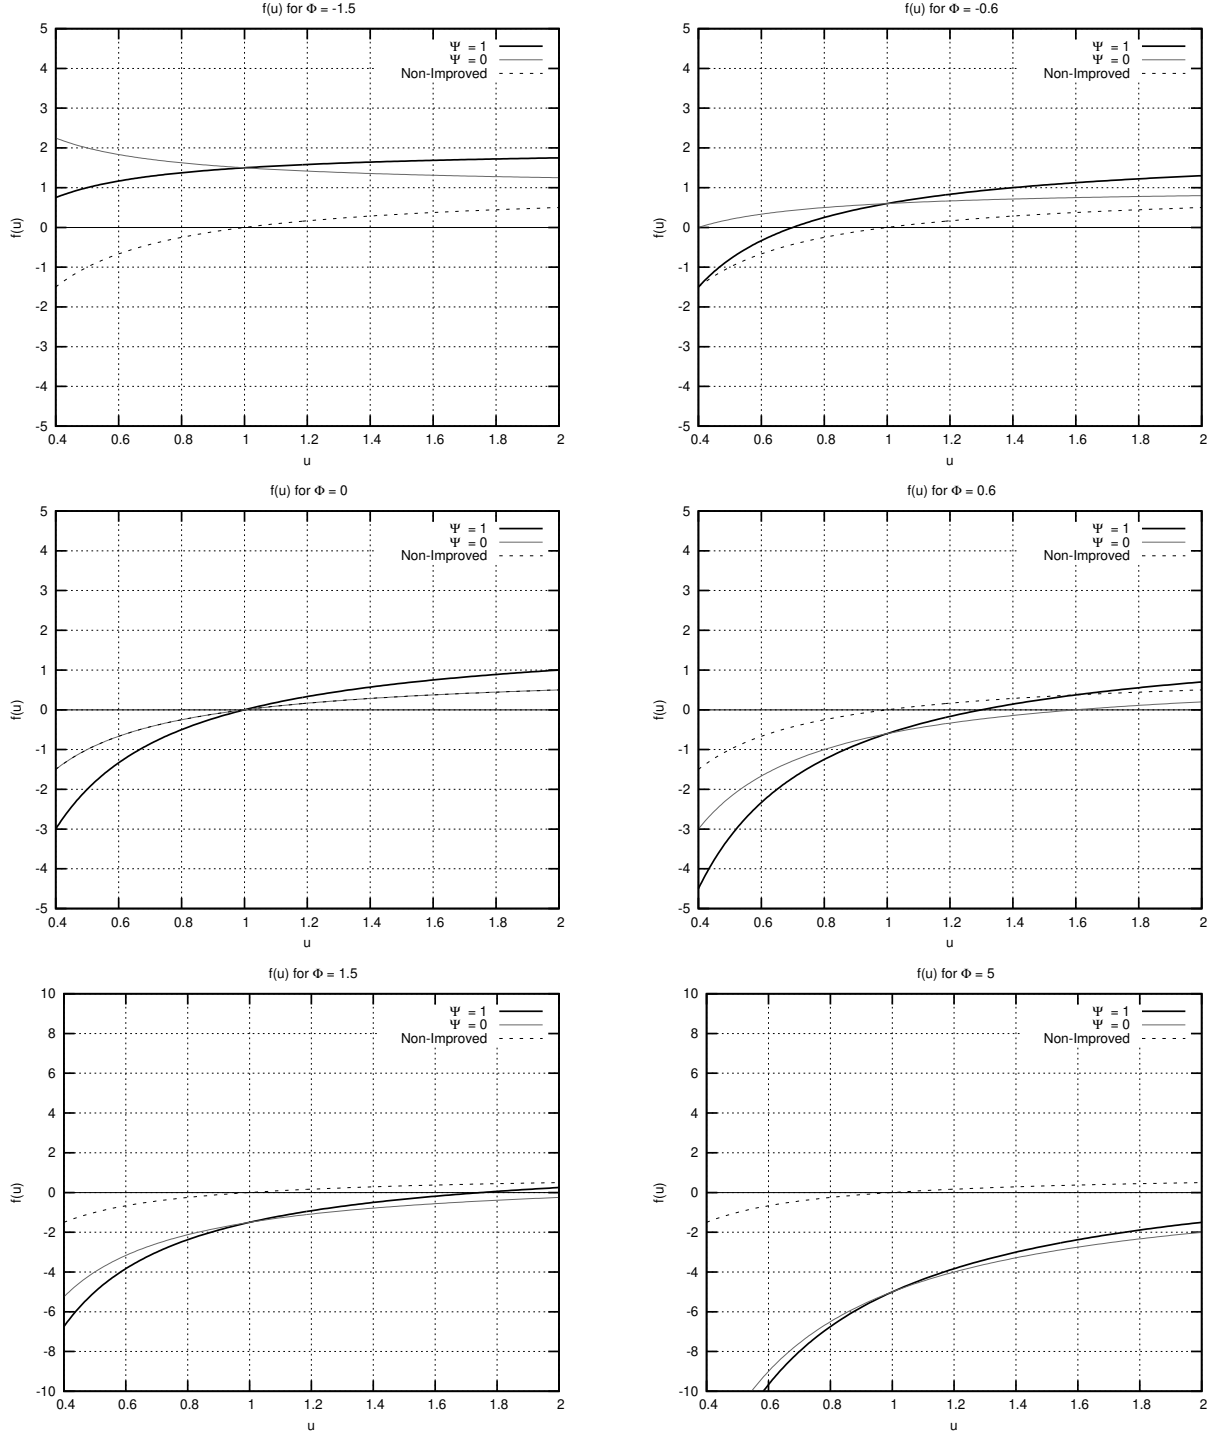 f(u) for Φ = -1.5
Ψ = 1
Ψ = 0
Non-Improved
5
4
3
2
1
0
-1
-2
-3
-4
-5
f(u)
0.4 0.6 0.8 1 1.2 1.4 1.6 1.8 2
u
f(u) for Φ = -0.6
Ψ = 1
Ψ = 0
Non-Improved
5
4
3
2
1
0
-1
-2
-3
-4
-5
f(u)
0.4 0.6 0.8 1 1.2 1.4 1.6 1.8 2
u
f(u) for Φ = 0
Ψ = 1
Ψ = 0
Non-Improved
5
4
3
2
1
0
-1
-2
-3
-4
-5
f(u)
0.4 0.6 0.8 1 1.2 1.4 1.6 1.8 2
u
f(u) for Φ = 0.6
Ψ = 1
Ψ = 0
Non-Improved
5
4
3
2
1
0
-1
-2
-3
-4
-5
f(u)
0.4 0.6 0.8 1 1.2 1.4 1.6 1.8 2
u
f(u) for Φ = 1.5
Ψ = 1
Ψ = 0
Non-Improved
10
8
6
4
2
0
-2
-4
-6
-8
-10
f(u)
0.4 0.6 0.8 1 1.2 1.4 1.6 1.8 2
u
f(u) for Φ = 5
Ψ = 1
Ψ = 0
Non-Improved
10
8
6
4
2
0
-2
-4
-6
-8
-10
f(u)
0.4 0.6 0.8 1 1.2 1.4 1.6 1.8 2
u